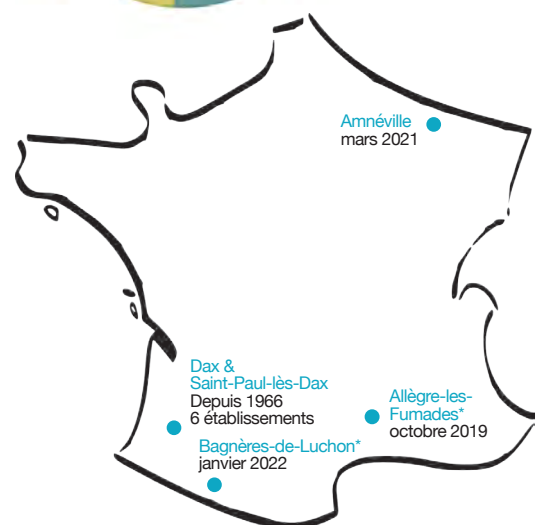 Amnéville
mars 2021
Dax &
Saint-Paul-lès-Dax
Depuis 1966
6 établissements
Allègre-les-
Fumades*
octobre 2019
Bagnères-de-Luchon*
janvier 2022